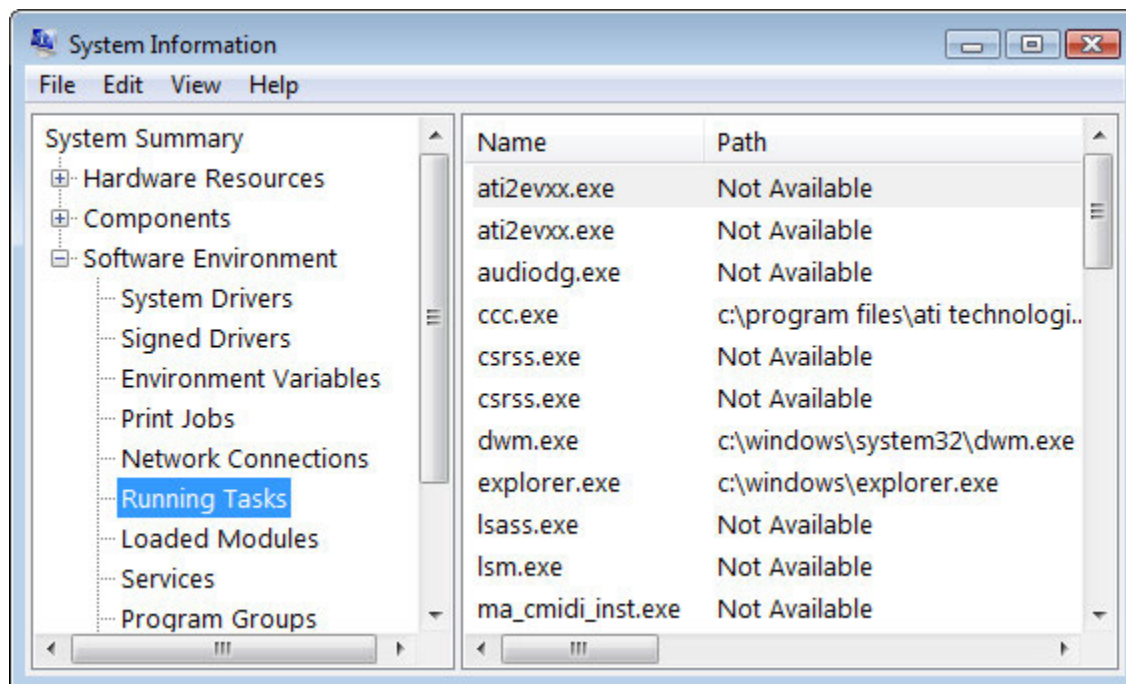 System Information
File Edit View Help
System Summary
Hardware Resources
Components
Software Environment
System Drivers
Signed Drivers
Environment Variables
Print Jobs
Network Connections
Running Tasks
Loaded Modules
Services
Program Groups
Name Path
ati2evxx.exe Not Available
ati2evxx.exe Not Available
audiodg.exe Not Available
ccc.exe c:\program files\ati technologi..
csrss.exe Not Available
csrss.exe Not Available
dwm.exe c:\windows\system32\dwm.exe
explorer.exe c:\windows\explorer.exe
lsass.exe Not Available
lsm.exe Not Available
ma_cmidi_inst.exe Not Available